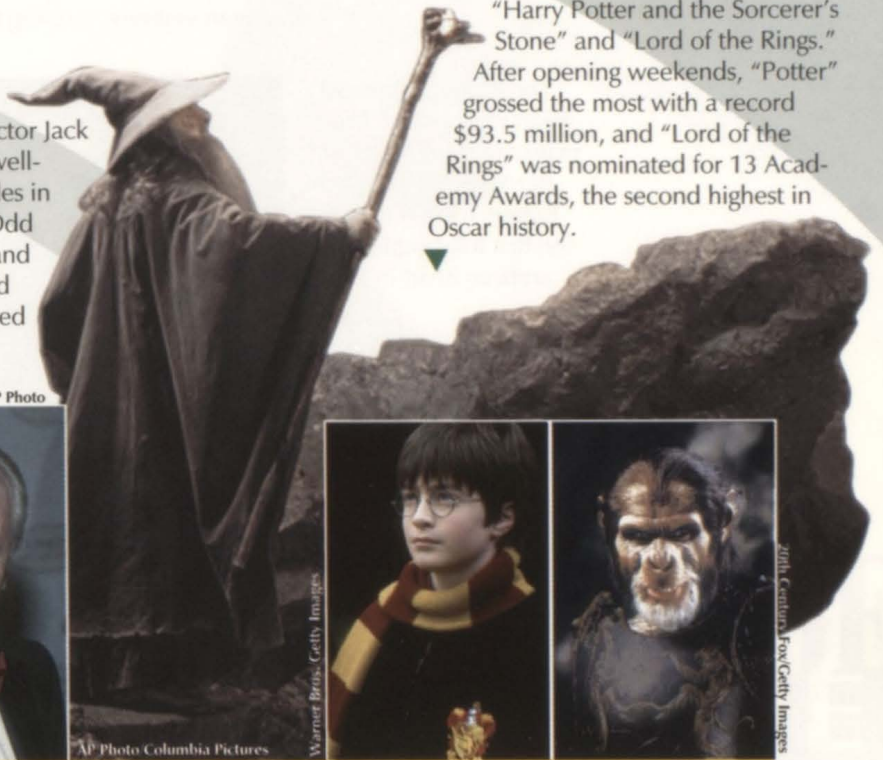 ctor Jack
well-
les in
Odd
and
d
ed
Photo
"Harry Potter and the Sorcerer's
Stone" and "Lord of the Rings."
After opening weekends, "Potter"
grossed the most with a record
$93.5 million, and "Lord of the
Rings" was nominated for 13 Acad-
emy Awards, the second highest in
Oscar history.
AP Photo Columbia Pictures
Warner Bros./Getty Images
20th Century Fox/Getty Images